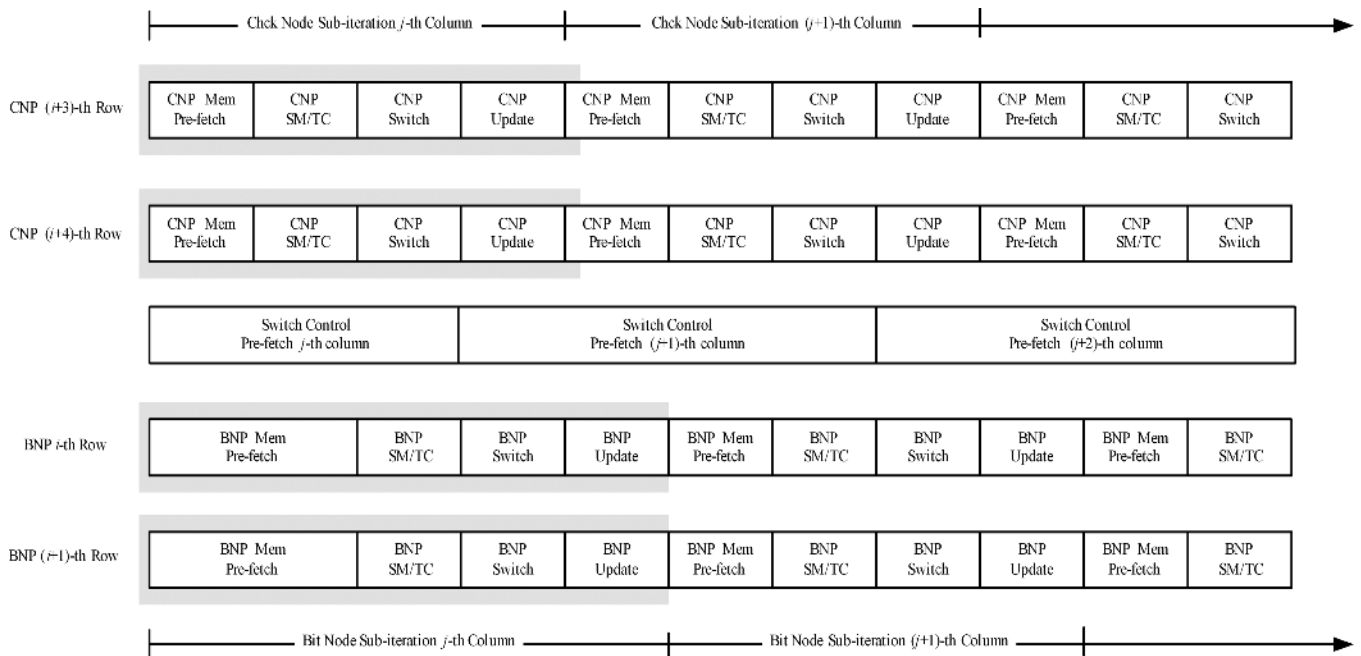 Chck Node Sub-iteration j-th Column Chck Node Sub-iteration (j+1)-th Column
CNP (i+3)-th Row
CNP Mem CNP CNP CNP CNP Mem CNP CNP CNP CNP Mem CNP CNP
Pre-fetch SM/TC Switch Update Pre-fetch SM/TC Switch Update Pre-fetch SM/TC Switch
CNP (i+4)-th Row
CNP Mem CNP CNP CNP CNP Mem CNP CNP CNP CNP Mem CNP CNP
Pre-fetch SM/TC Switch Update Pre-fetch SM/TC Switch Update Pre-fetch SM/TC Switch
Switch Control Switch Control Switch Control
Pre-fetch j-th column Pre-fetch (j+1)-th column Pre-fetch (j+2)-th column
BNP i-th Row
BNP Mem BNP BNP BNP BNP Mem BNP BNP BNP BNP Mem BNP
Pre-fetch SM/TC Switch Update Pre-fetch SM/TC Switch Update Pre-fetch SM/TC
BNP (i+1)-th Row
BNP Mem BNP BNP BNP BNP Mem BNP BNP BNP BNP Mem BNP
Pre-fetch SM/TC Switch Update Pre-fetch SM/TC Switch Update Pre-fetch SM/TC
Bit Node Sub-iteration j-th Column Bit Node Sub-iteration (j+1)-th Column